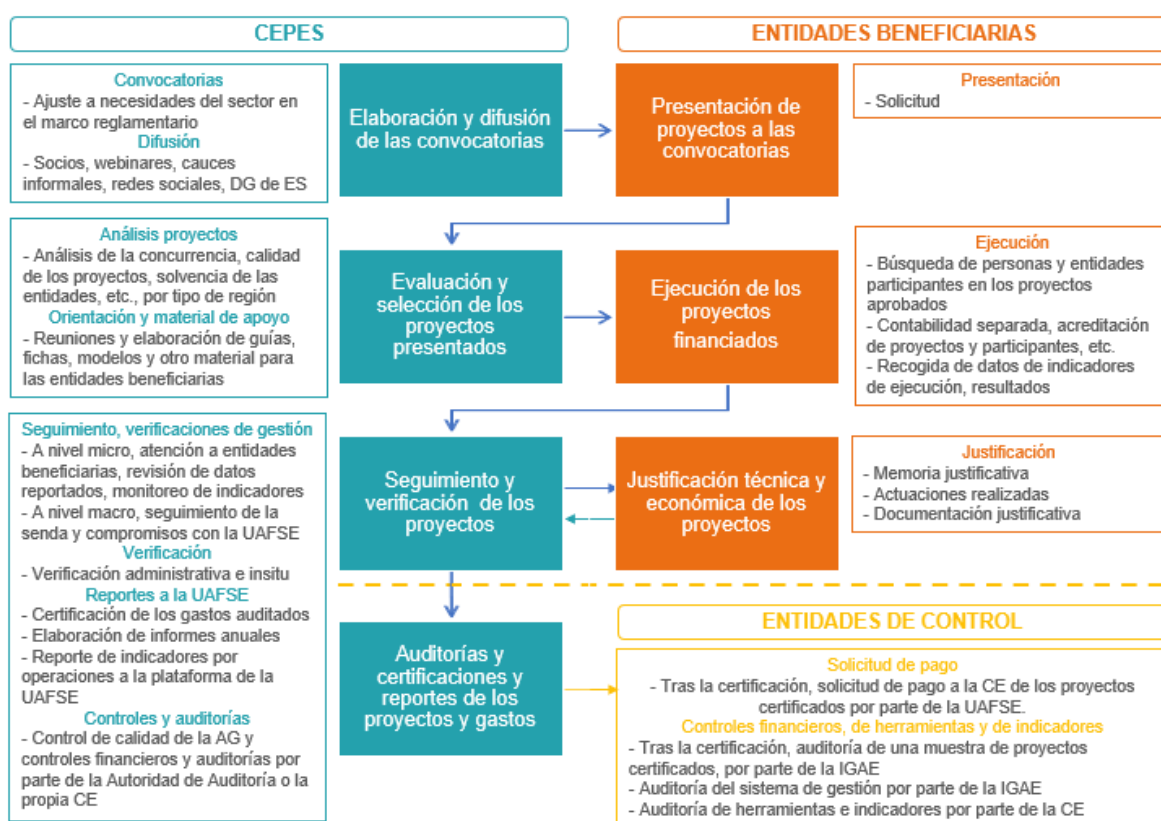 CEPES
ENTIDADES BENEFICIARIAS
Convocatorias
- Ajuste a necesidades del sector en
el marco reglamentario
Difusión
- Socios, webinares, cauces
informales, redes sociales, DG de ES
Elaboración y difusión
de las convocatorias
Presentación de
proyectos a las
convocatorias
Presentación
- Solicitud
Análisis proyectos
- Análisis de la concurrencia, calidad
de los proyectos, solvencia de las
entidades, etc., por tipo de región
Orientación y material de apoyo
- Reuniones y elaboración de guías,
fichas, modelos y otro material para
las entidades beneficiarias
Evaluación y
selección de los
proyectos
presentados
Ejecución de los
proyectos
financiados
Ejecución
- Búsqueda de personas y entidades
participantes en los proyectos
aprobados
- Contabilidad separada, acreditación
de proyectos y participantes, etc.
- Recogida de datos de indicadores
de ejecución, resultados
Seguimiento, verificaciones de gestión
- A nivel micro, atención a entidades
beneficiarias, revisión de datos
reportados, monitoreo de indicadores
- A nivel macro, seguimiento de la
senda y compromisos con la UAFSE
Verificación
- Verificación administrativa e insitu
Reportes a la UAFSE
- Certificación de los gastos auditados
- Elaboración de informes anuales
- Reporte de indicadores por
operaciones a la plataforma de la
UAFSE
Controles y auditorías
- Control de calidad de la AG y
controles financieros y auditorías por
parte de la Autoridad de Auditoría o la
propia CE
Seguimiento y
verificación de los
proyectos
Justificación técnica y
económica de los
proyectos
Justificación
- Memoria justificativa
- Actuaciones realizadas
- Documentación justificativa
Auditorías y
certificaciones y
reportes de los
proyectos y gastos
ENTIDADES DE CONTROL
Solicitud de pago
- Tras la certificación, solicitud de pago a la CE de los proyectos
certificados por parte de la UAFSE.
Controles financieros, de herramientas y de indicadores
- Tras la certificación, auditoría de una muestra de proyectos
certificados, por parte de la IGAE
- Auditoría del sistema de gestión por parte de la IGAE
- Auditoría de herramientas e indicadores por parte de la CE